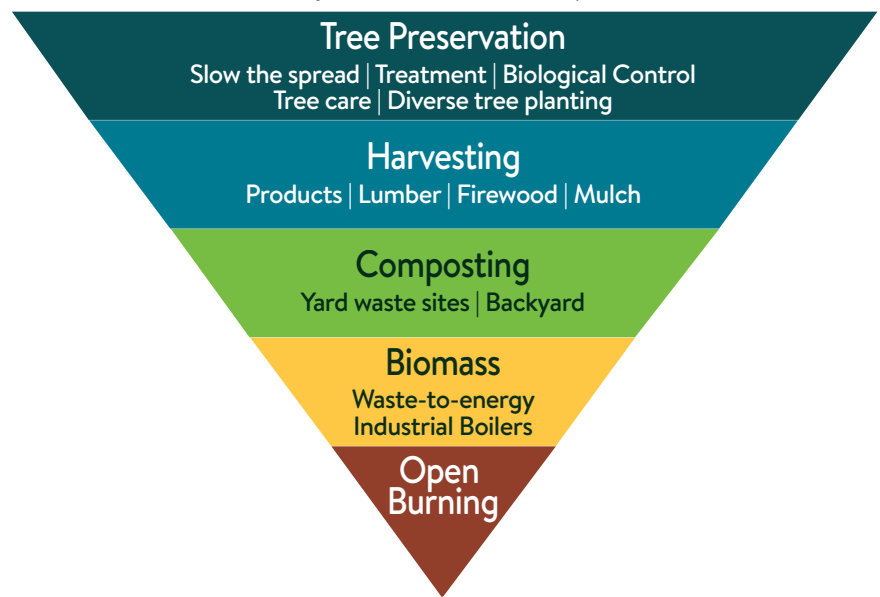 Tree Preservation
Slow the spread | Treatment | Biological Control
Tree care | Diverse tree planting
Harvesting
Products | Lumber | Firewood | Mulch
Composting
Yard waste sites | Backyard
Biomass
Waste-to-energy
Industrial Boilers
Open
Burning